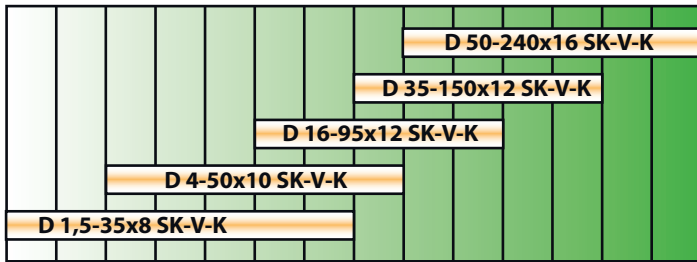 D 50-240x16 SK-V-K
D 35-150x12 SK-V-K
D 16-95x12 SK-V-K
D 4-50x10 SK-V-K
D 1,5-35x8 SK-V-K